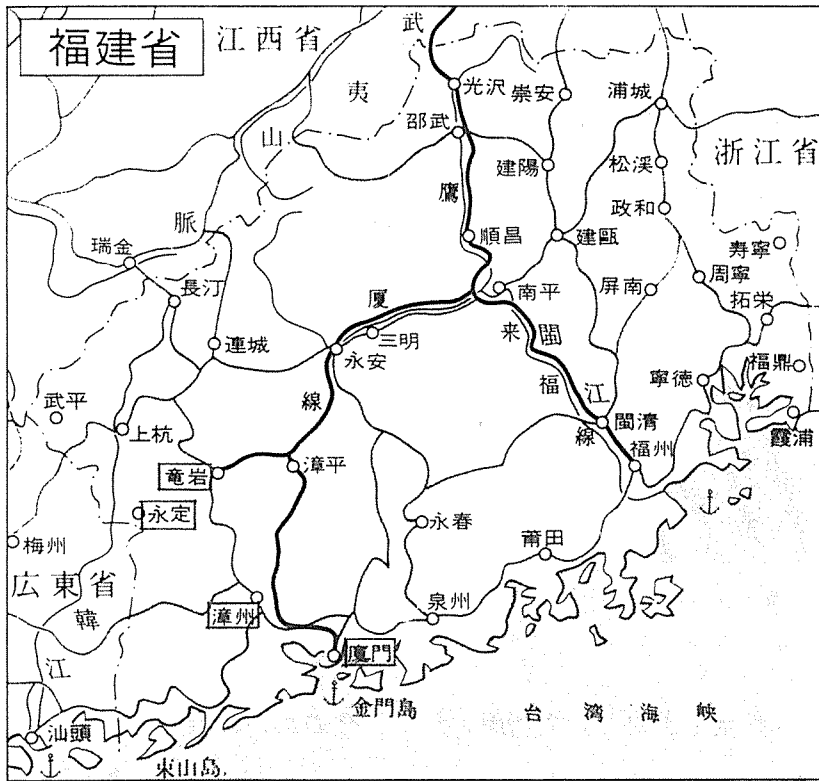 福建省
江西省
武
夷
山
脈
光沢
崇安
浦城
邵武
浙江省
建陽
松渓
鷹
政和
順昌
建甌
寿寧
瑞金
周寧
長汀
厦
南平
屏南
拓栄
連城
三明
永安
来
閩
福鼎
福
寧徳
武平
線
江
上杭
閩清
霞浦
線
福州
竜岩
漳平
永定
永春
梅州
莆田
広東省
韓
漳州
泉州
江
厦門
金門島
台湾海峡
汕頭
東山島